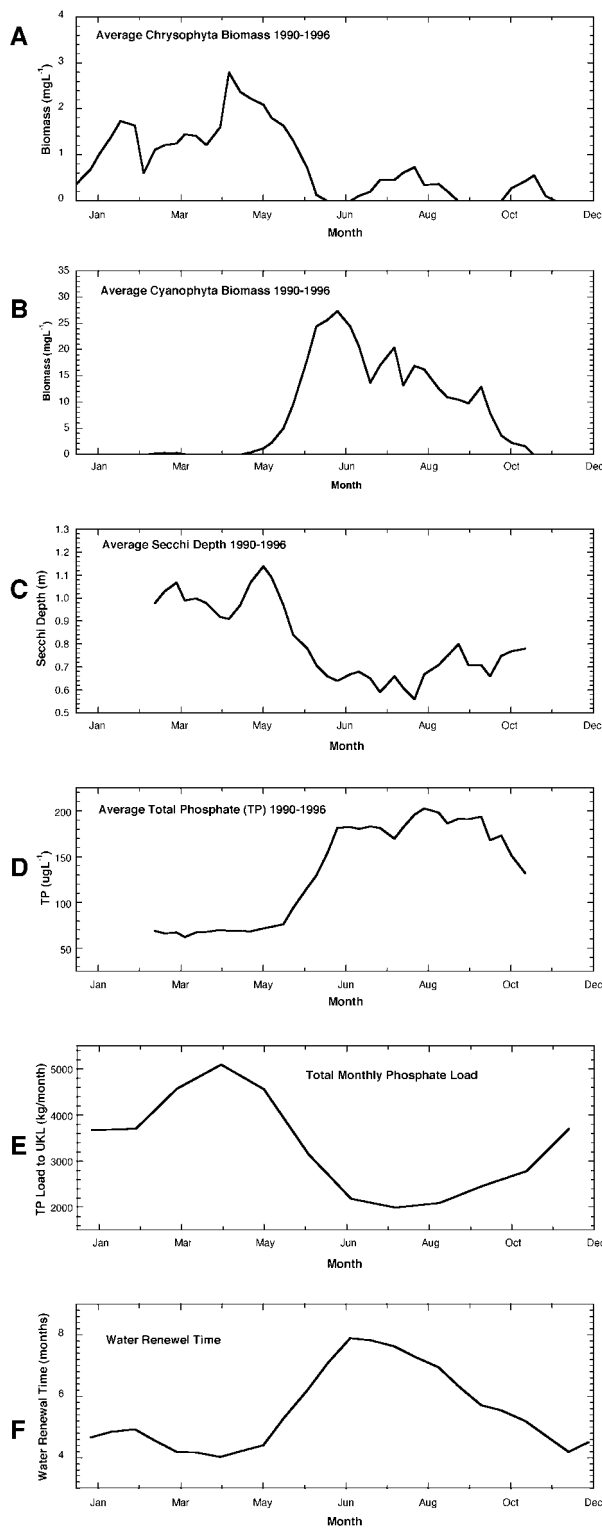 A
Average Chrysophyta Biomass 1990-1996
Biomass (mgL-1)
4
3
2
1
0
Jan Mar May Jun Aug Oct Dec
Month
B
Average Cyanophyta Biomass 1990-1996
Biomass (mgL-1)
35
30
25
20
15
10
5
0
Jan Mar May Jun Aug Oct Dec
Month
C
Average Secchi Depth 1990-1996
Secchi Depth (m)
1.3
1.2
1.1
1.0
0.9
0.8
0.7
0.6
0.5
Jan Mar May Jun Aug Oct Dec
Month
D
Average Total Phosphate (TP) 1990-1996
TP (ugL-1)
200
150
100
50
Jan Mar May Jun Aug Oct Dec
Month
E
Total Monthly Phosphate Load
TP Load to UKL (kg/month)
5000
4000
3000
2000
Jan Mar May Jun Aug Oct Dec
Month
F
Water Renewel Time
Water Renewal Time (months)
8
6
4
Jan Mar May Jun Aug Oct Dec
Month